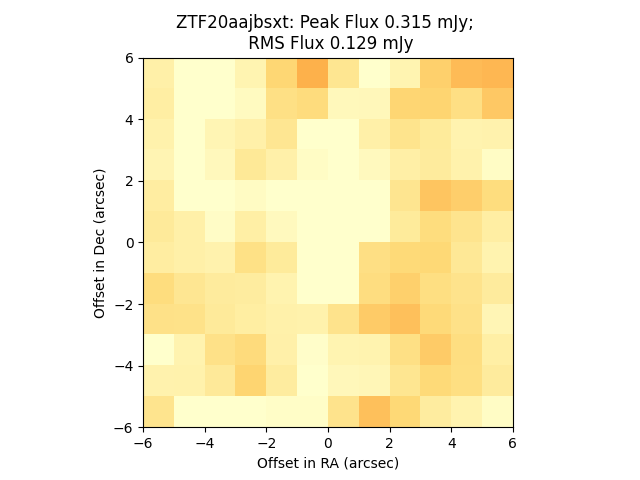 ZTF20aajbsxt: Peak Flux 0.315 mJy;
RMS Flux 0.129 mJy
6
4
2
0
−2
−4
−6
Offset in Dec (arcsec)
−6 −4 −2 0 2 4 6
Offset in RA (arcsec)